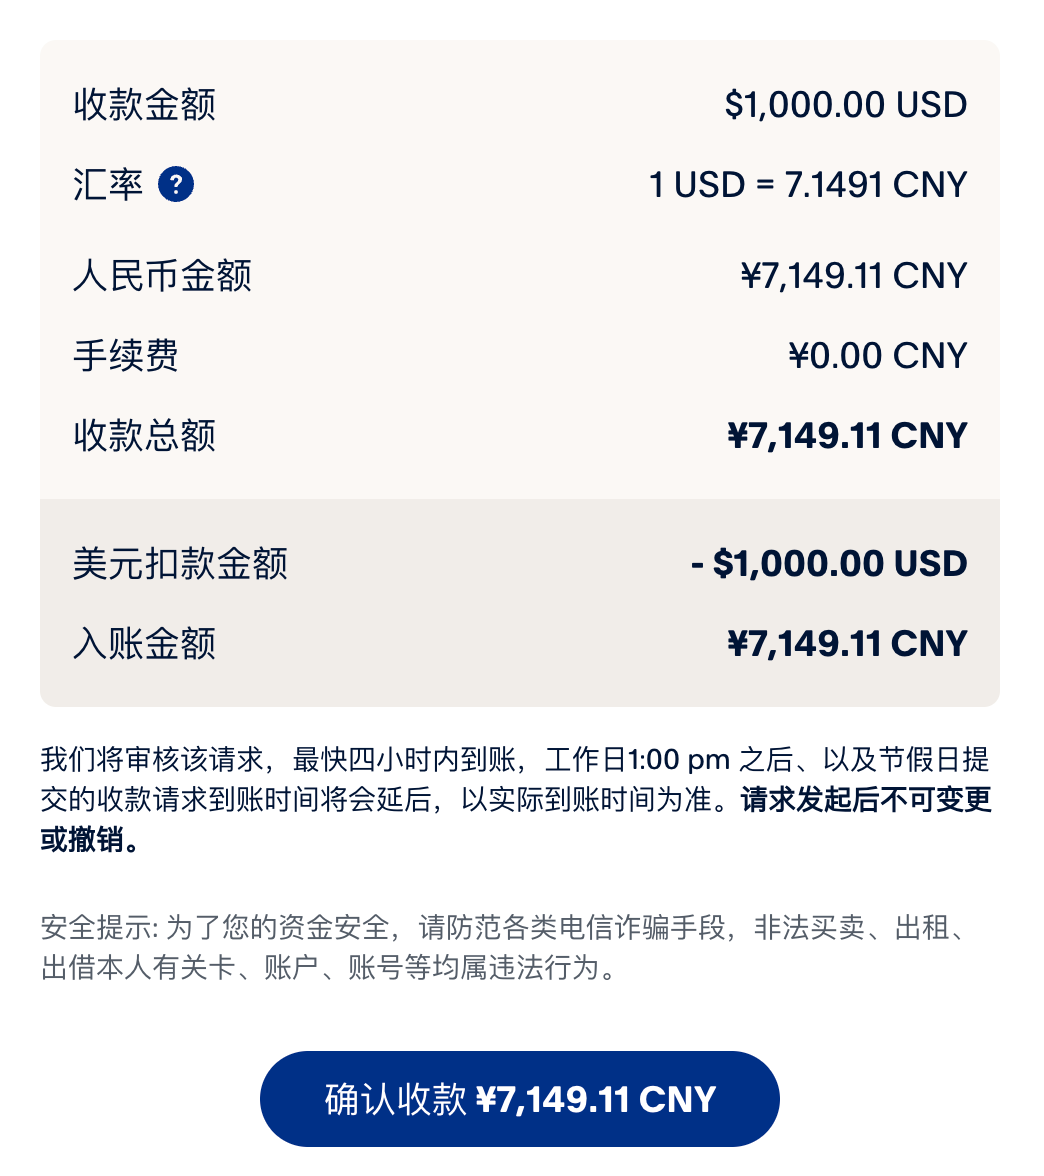 收款金额 $1,000.00 USD
汇率 ? 1 USD = 7.1491 CNY
人民币金额 ¥7,149.11 CNY
手续费 ¥0.00 CNY
收款总额 ¥7,149.11 CNY
美元扣款金额 - $1,000.00 USD
入账金额 ¥7,149.11 CNY
我们将审核该请求，最快四小时内到账，工作日1:00 pm 之后、以及节假日提
交的收款请求到账时间将会延后，以实际到账时间为准。请求发起后不可变更
或撤销。
安全提示: 为了您的资金安全，请防范各类电信诈骗手段，非法买卖、出租、
出借本人有关卡、账户、账号等均属违法行为。
确认收款 ¥7,149.11 CNY